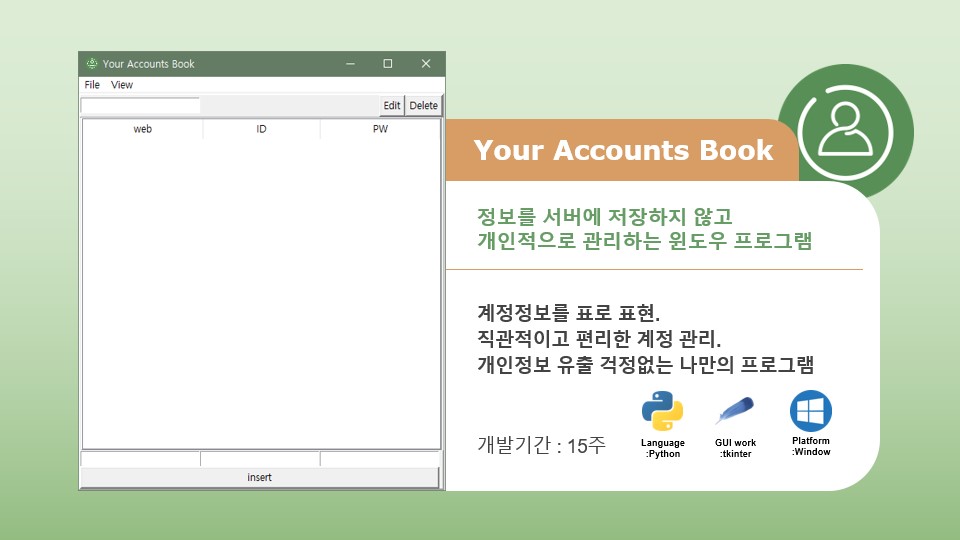 Your Accounts Book
File View
Edit Delete
web ID PW
insert
Your Accounts Book
정보를 서버에 저장하지 않고
개인적으로 관리하는 윈도우 프로그램
계정정보를 표로 표현.
직관적이고 편리한 계정 관리.
개인정보 유출 걱정없는 나만의 프로그램
개발기간 : 15주
Language
:Python
GUI work
:tkinter
Platform
:Window